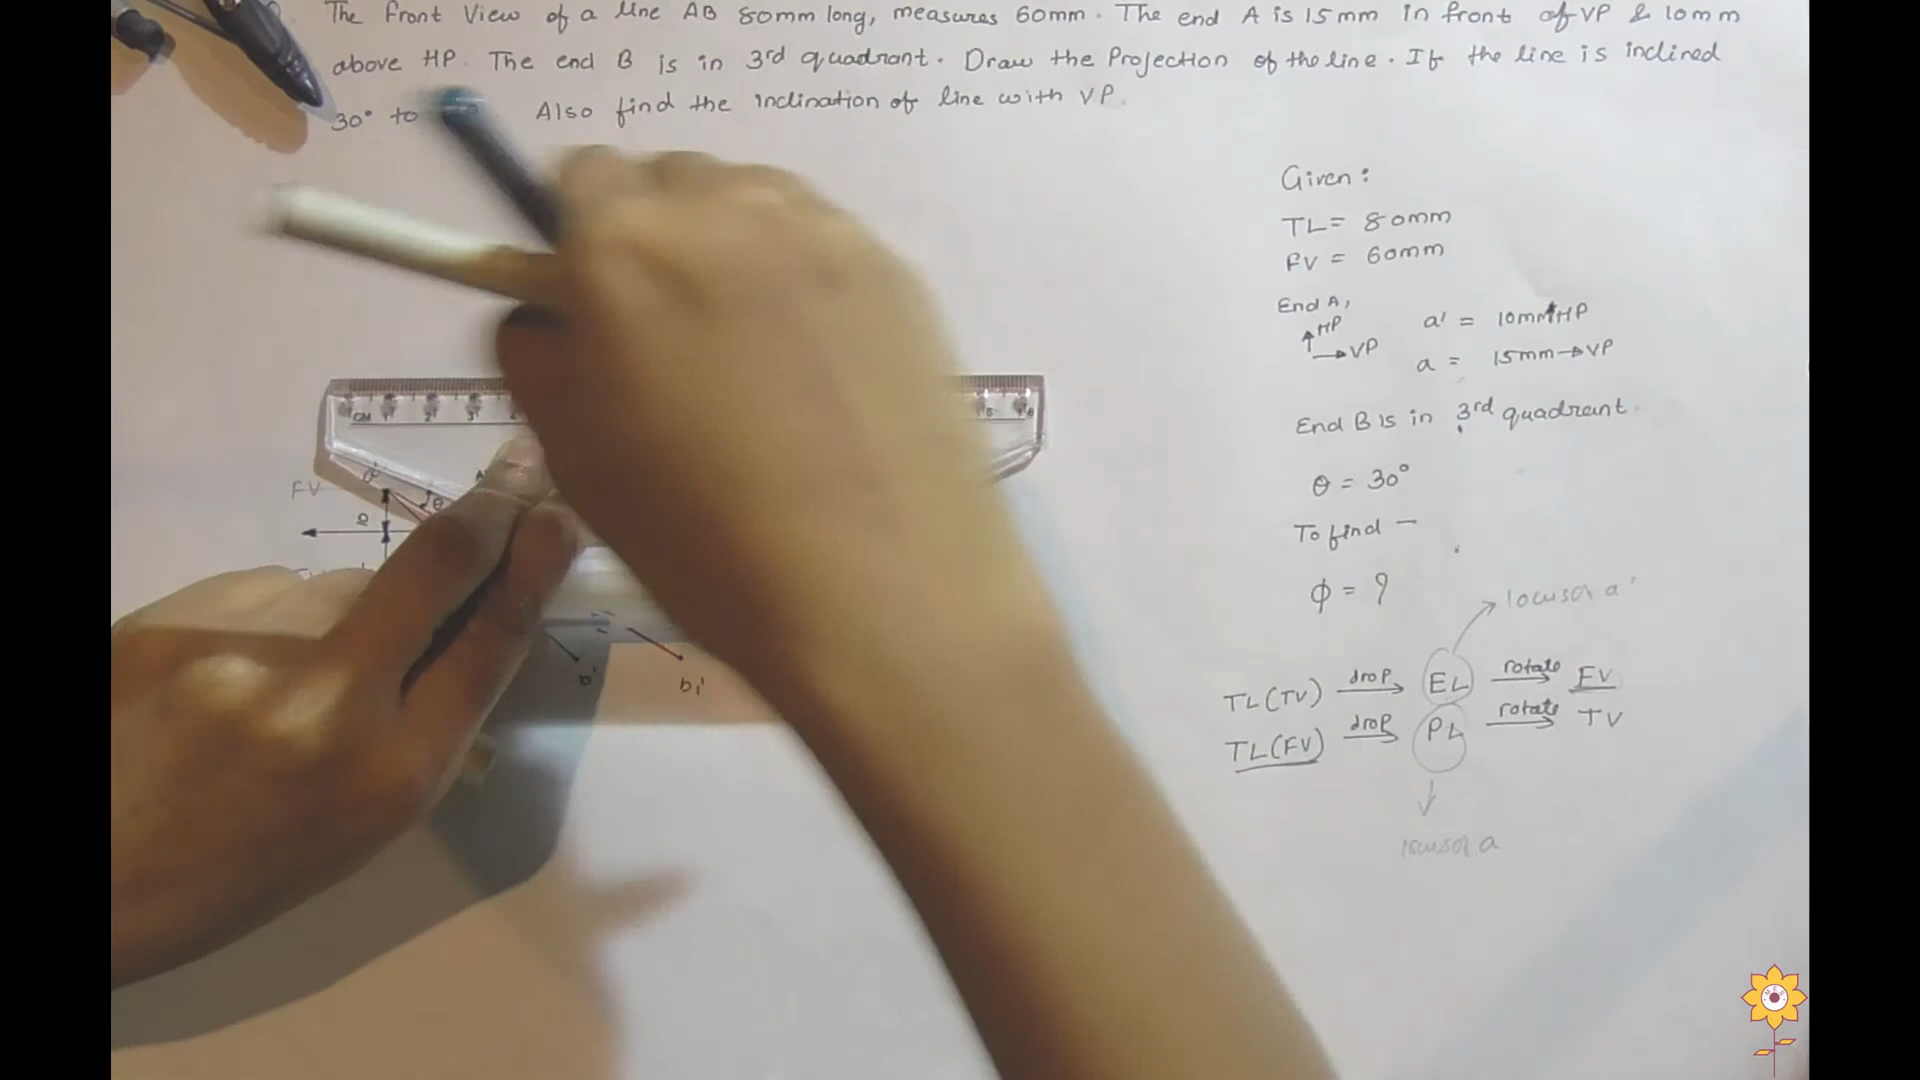 The Front View of a line AB 80mm long, measures 60mm. The end A is 15mm in front of VP & 10mm
above HP. The end B is in 3rd quadrant. Draw the Projection of the line. If the line is inclined
30° to Also find the inclination of line with VP.
Given:
TL = 80mm
FV = 60mm
End A,
↑HP
→VP
a' = 10mm↑HP
a = 15mm→VP
End B is in 3rd quadrant.
θ = 30°
To find —
ϕ = ?
locus of a'
TL(TV) drop → EL rotate → FV
TL(FV) drop → PL rotate → TV
locus of a
CM 1 2 3
a'
FV
θ
b'
b₁'